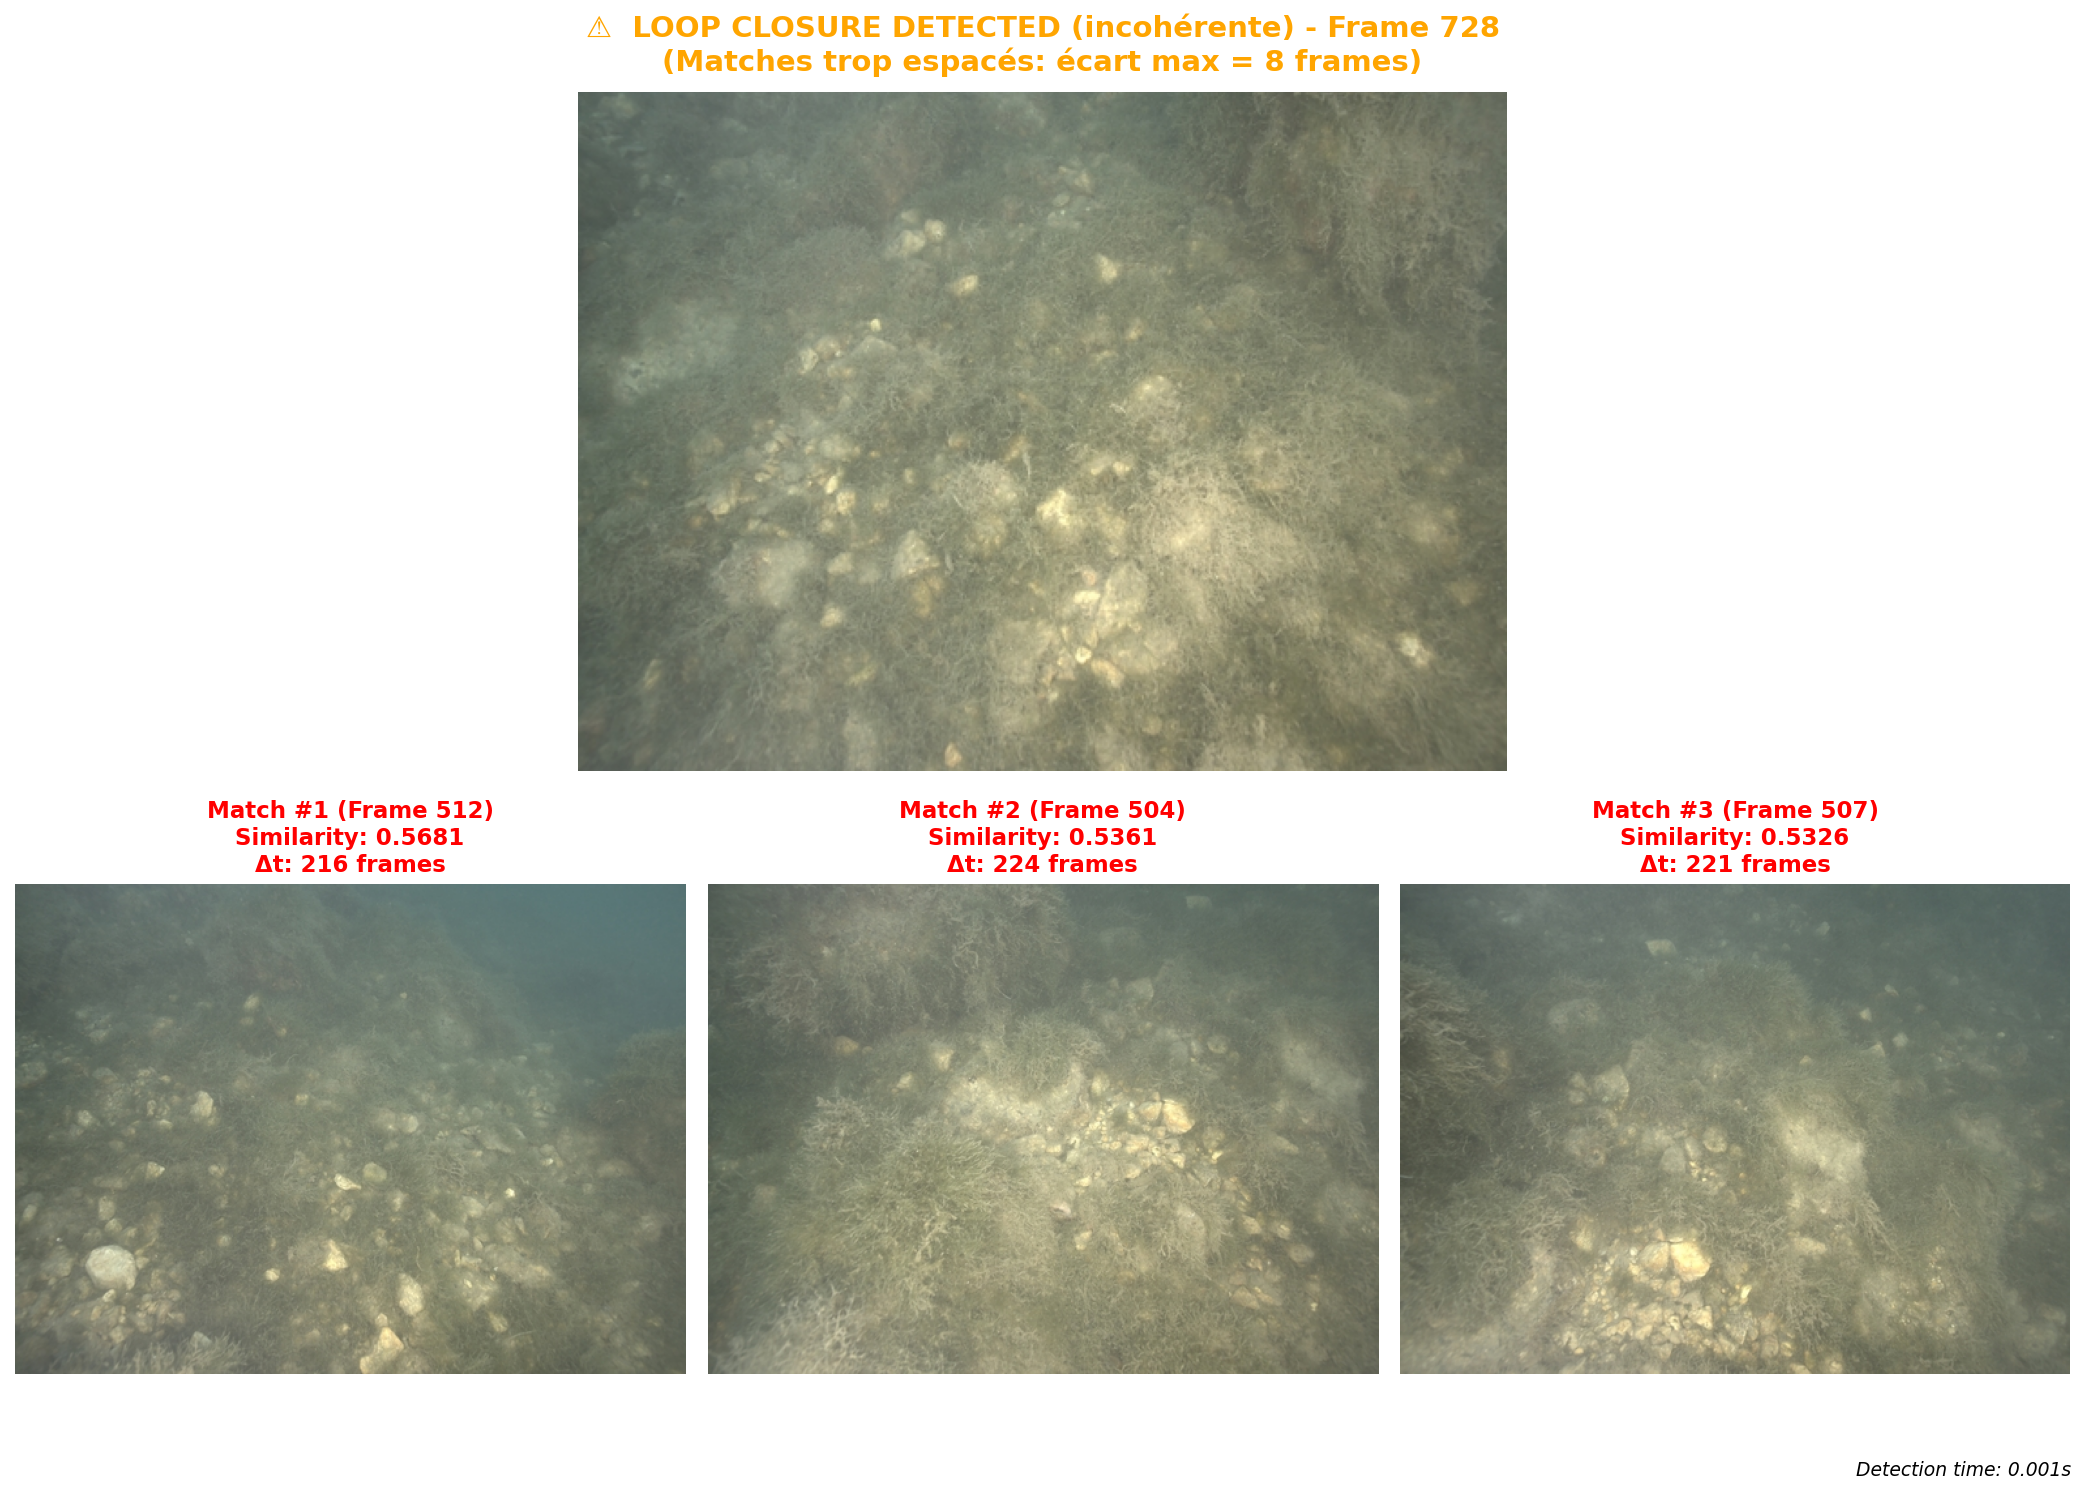 ⚠ LOOP CLOSURE DETECTED (incohérente) - Frame 728
(Matches trop espacés: écart max = 8 frames)
Match #1 (Frame 512)
Similarity: 0.5681
Δt: 216 frames
Match #2 (Frame 504)
Similarity: 0.5361
Δt: 224 frames
Match #3 (Frame 507)
Similarity: 0.5326
Δt: 221 frames
Detection time: 0.001s